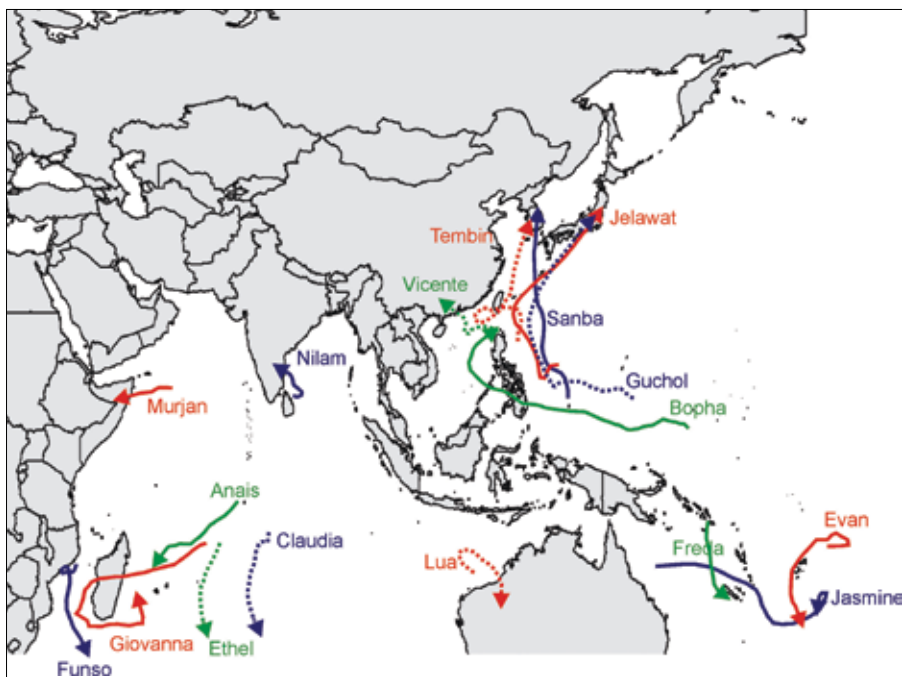 Jelawat
Tembin
Vicente
Sanba
Nilam
Guchol
Murjan
Bopha
Anais
Evan
Claudia
Freda
Lua
Jasmine
Giovanna
Ethel
Funso